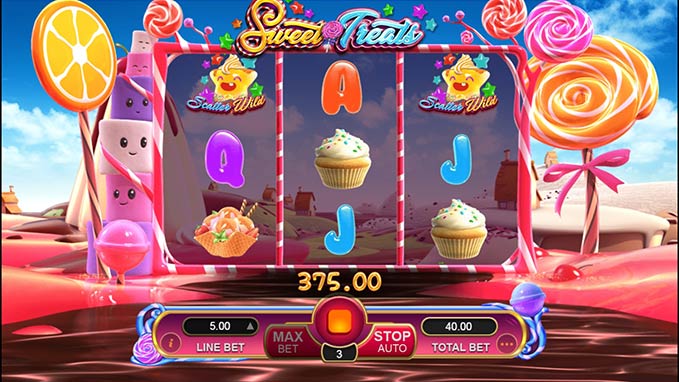 Sweet Treats
Scatter Wild
A
Scatter Wild
Q
J
J
375.00
5.00
LINE BET
MAX
BET
3
STOP
AUTO
40.00
TOTAL BET